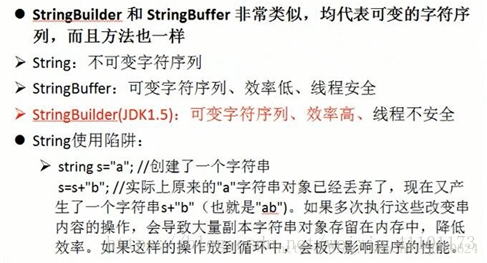 ● StringBuilder 和 StringBuffer 非常类似，均代表可变的字符序
列，而且方法也一样
➢ String：不可变字符序列
➢ StringBuffer：可变字符序列、效率低、线程安全
➢ StringBuilder(JDK1.5)：可变字符序列、效率高、线程不安全
● String使用陷阱：
➢ string s="a"; //创建了一个字符串
s=s+"b"; //实际上原来的"a"字符串对象已经丢弃了，现在又产
生了一个字符串s+"b"（也就是"ab")。如果多次执行这些改变串
内容的操作，会导致大量副本字符串对象存留在内存中，降低
效率。如果这样的操作放到循环中，会极大影响程序的性能。